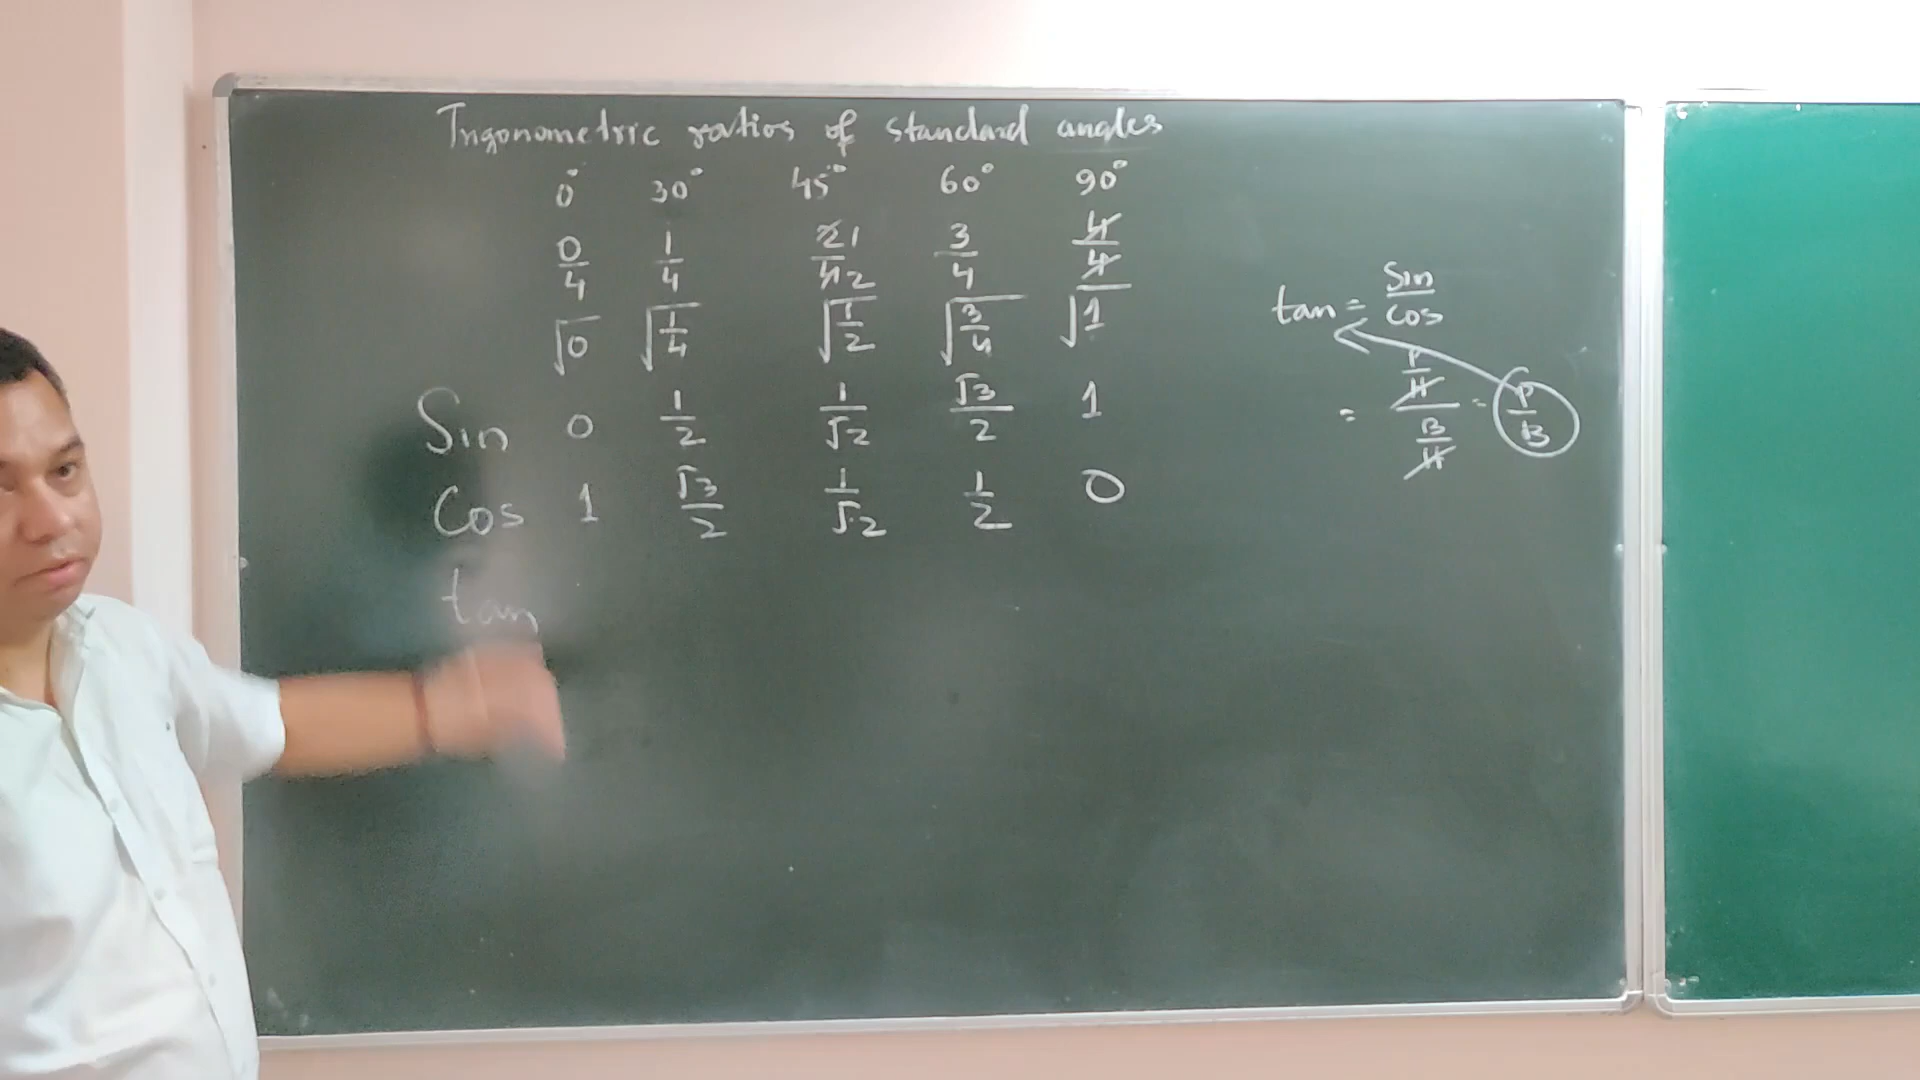 Trigonometric ratios of standard angles
0° 30° 45° 60° 90°
0/4 1/4 2/4 1/2 3/4 4/4
√0 √(1/4) √(1/2) √(3/4) √1
Sin 0 1/2 1/√2 √3/2 1
Cos 1 √3/2 1/√2 1/2 0
tan
tan = Sin/Cos
= (P/H)/(B/H) = P/B